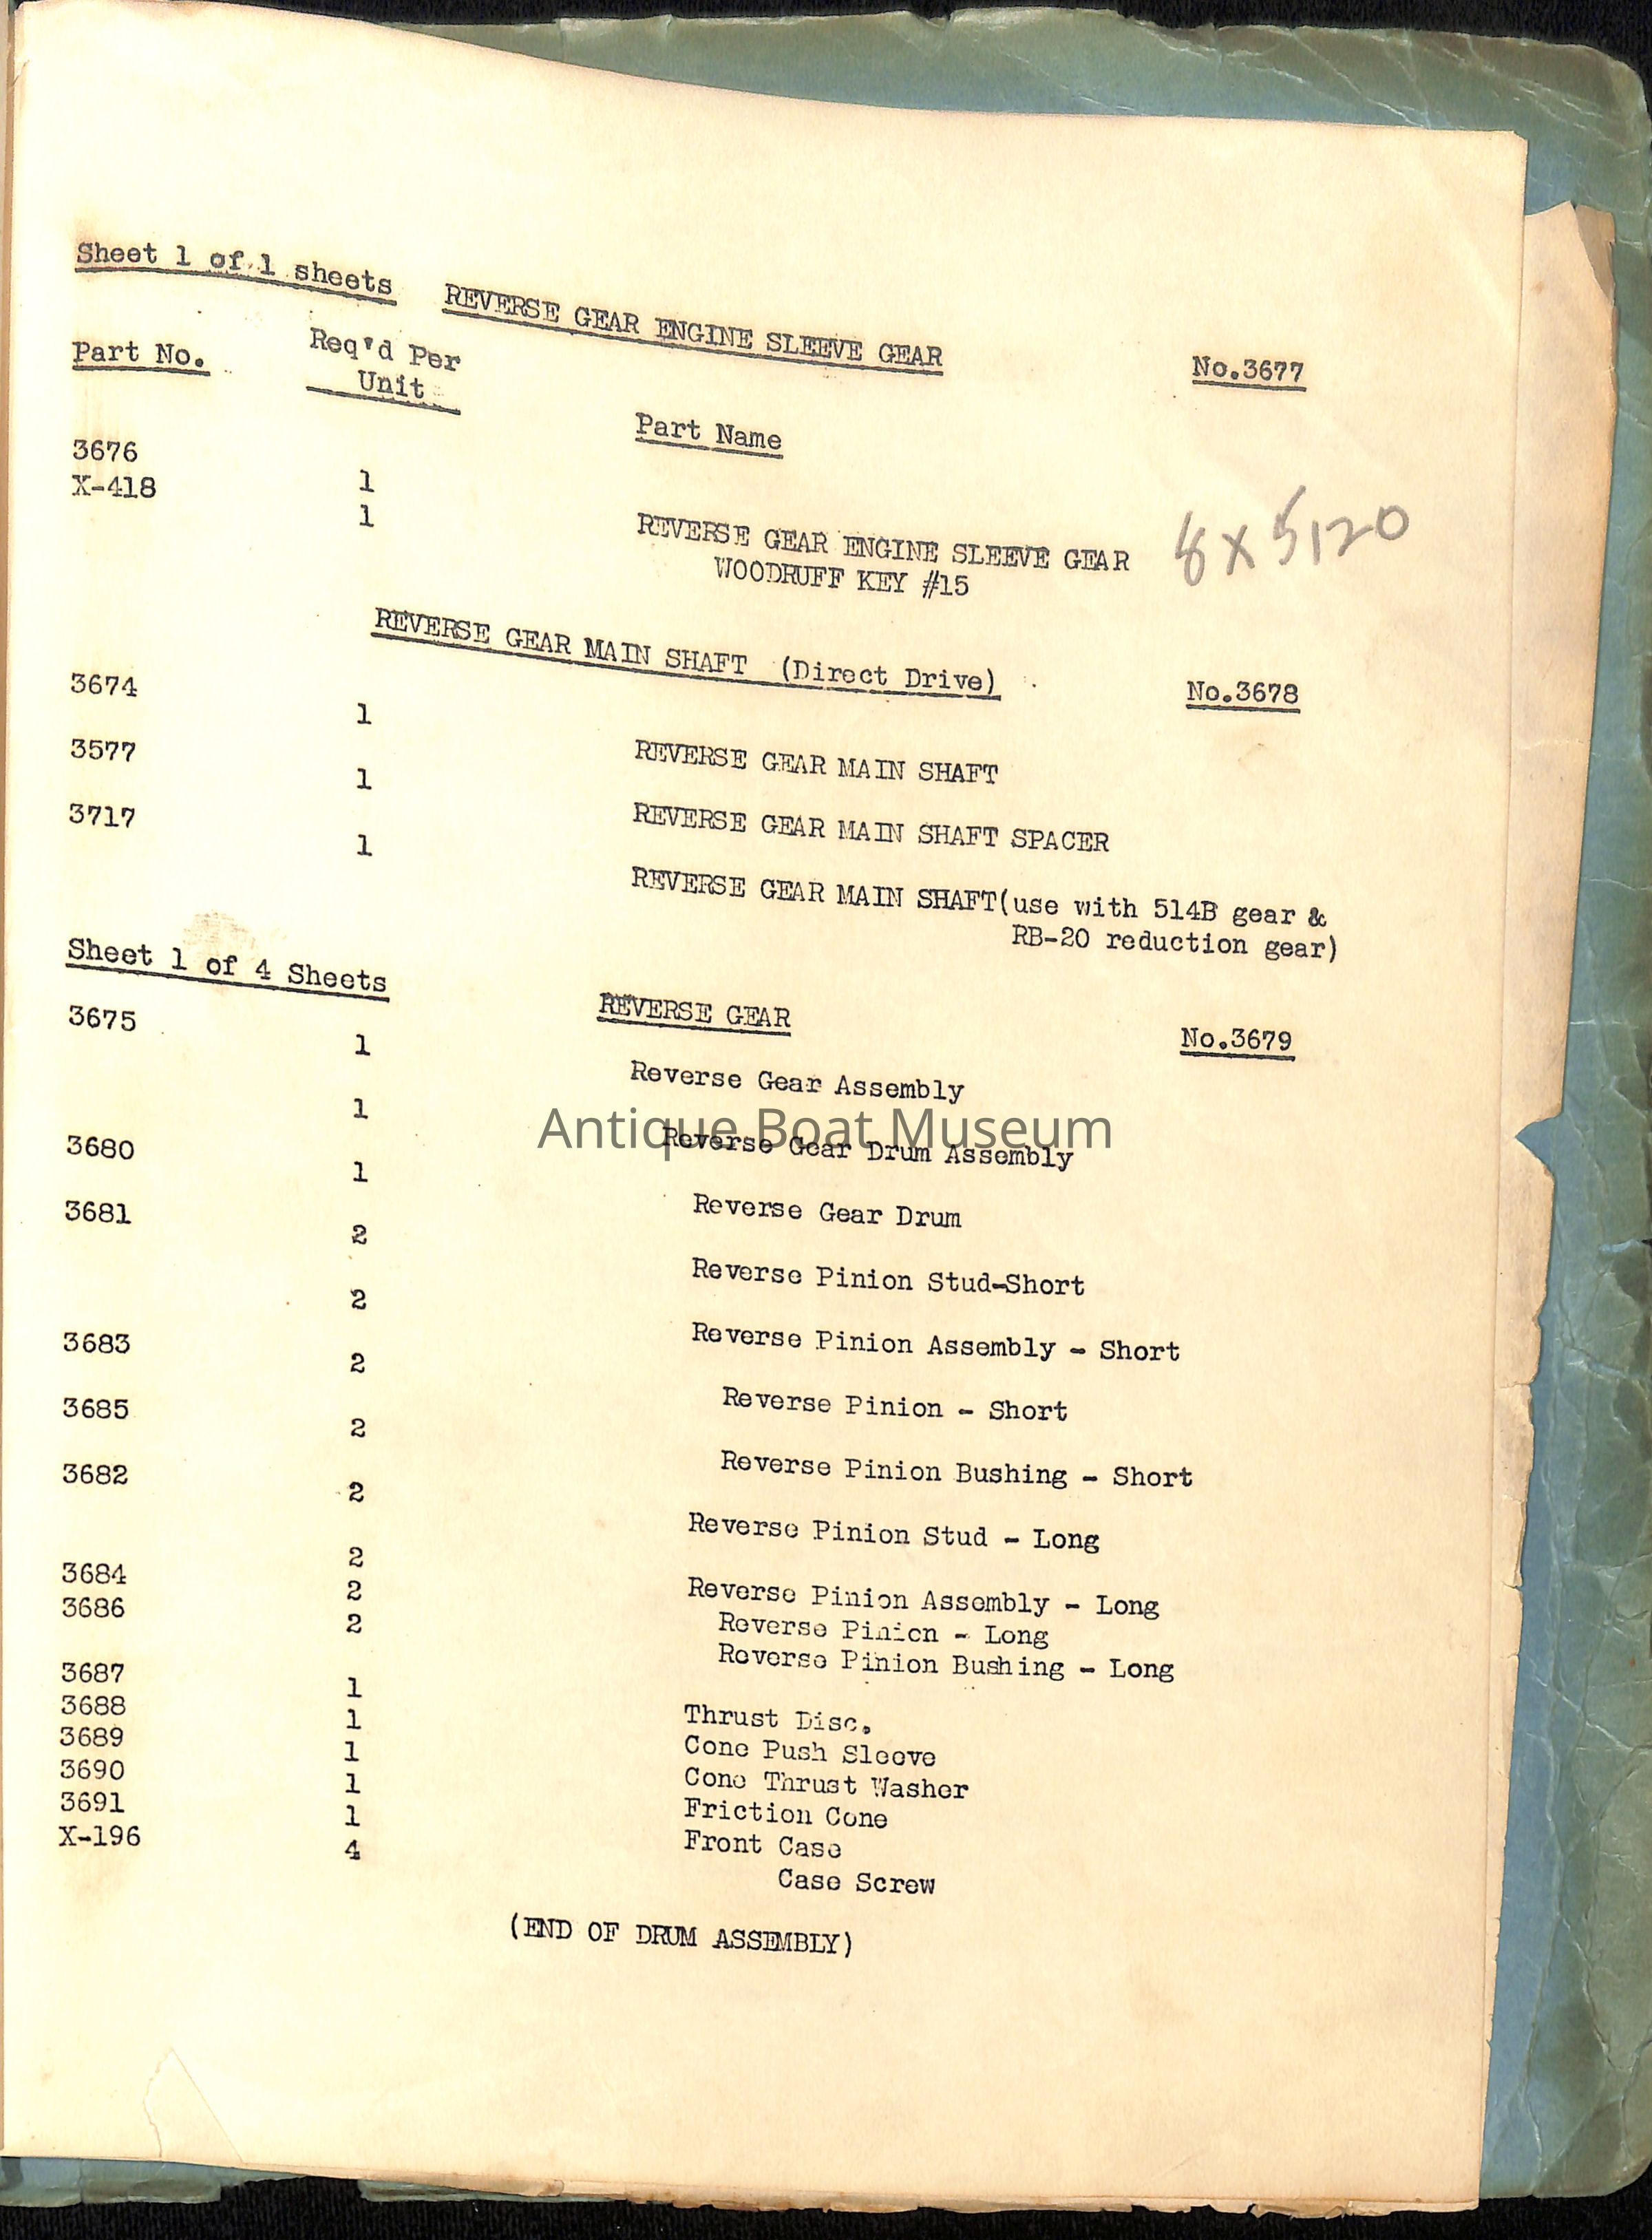 Sheet 1 of 1 sheets REVERSE GEAR ENGINE SLEEVE GEAR No.3677
Part No. Req'd Per Unit Part Name
3676 1 REVERSE GEAR ENGINE SLEEVE GEAR 8 X 5120
X-418 1 WOODRUFF KEY #15
REVERSE GEAR MAIN SHAFT (Direct Drive) No.3678
3674 1 REVERSE GEAR MAIN SHAFT
3577 1 REVERSE GEAR MAIN SHAFT SPACER
3717 1 REVERSE GEAR MAIN SHAFT(use with 514B gear &
RB-20 reduction gear)
Sheet 1 of 4 Sheets REVERSE GEAR No.3679
3675 1 Reverse Gear Assembly
1 Reverse Gear Drum Assembly
Antique Boat Museum
3680 1 Reverse Gear Drum
3681 2 Reverse Pinion Stud-Short
2 Reverse Pinion Assembly - Short
3683 2 Reverse Pinion - Short
3685 2 Reverse Pinion Bushing - Short
3682 2 Reverse Pinion Stud - Long
2 Reverse Pinion Assembly - Long
3684 2 Reverse Pinion - Long
3686 2 Reverse Pinion Bushing - Long
3687 1 Thrust Disc.
3688 1 Cone Push Sleeve
3689 1 Cone Thrust Washer
3690 1 Friction Cone
3691 1 Front Case
X-196 4 Case Screw
(END OF DRUM ASSEMBLY)